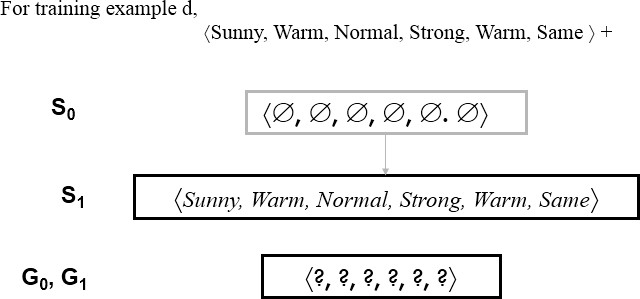 For training example d,
⟨Sunny, Warm, Normal, Strong, Warm, Same ⟩ +
S₀
⟨∅, ∅, ∅, ∅, ∅. ∅⟩
S₁
⟨Sunny, Warm, Normal, Strong, Warm, Same⟩
G₀, G₁
⟨?, ?, ?, ?, ?, ?⟩